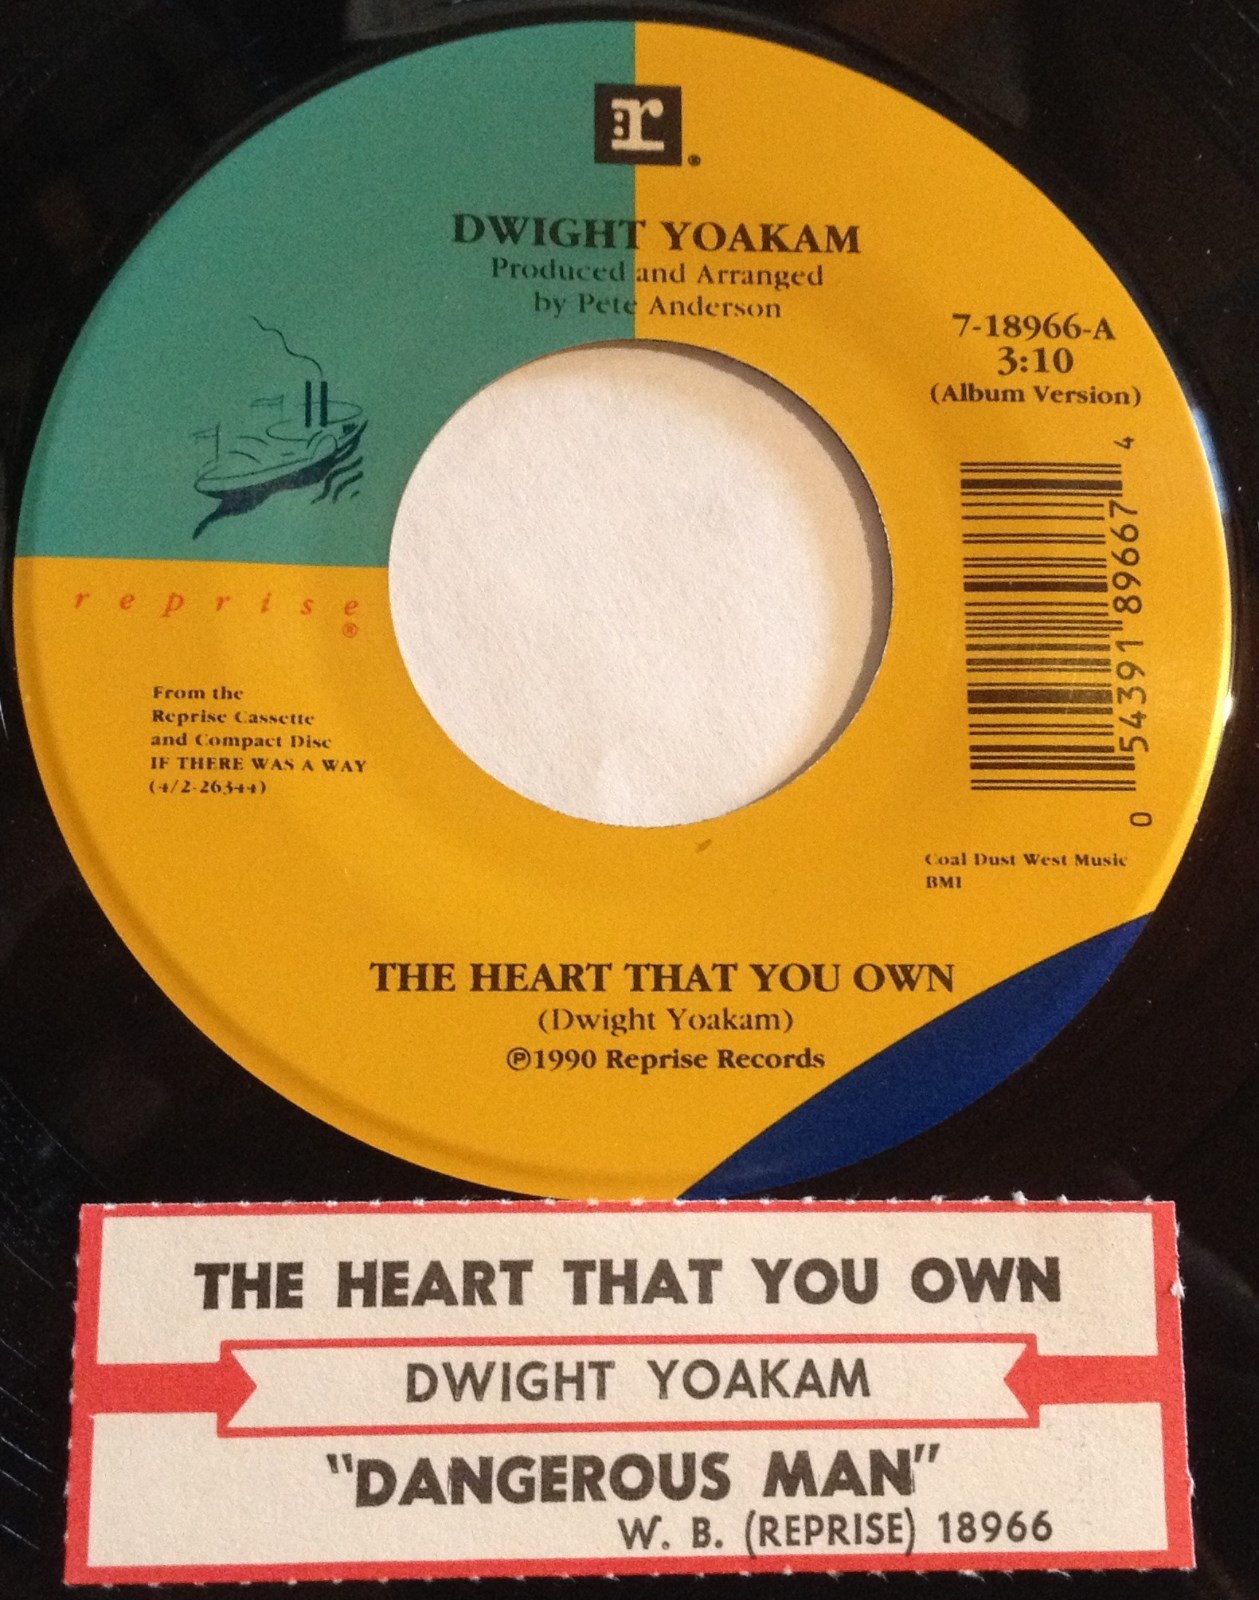 r
®
DWIGHT YOAKAM
Produced and Arranged
by Pete Anderson
7-18966-A
3:10
(Album Version)
0 54391 89667 4
reprise
®
From the
Reprise Cassette
and Compact Disc
IF THERE WAS A WAY
(4/2-26344)
Coal Dust West Music
BMI
THE HEART THAT YOU OWN
(Dwight Yoakam)
℗1990 Reprise Records
THE HEART THAT YOU OWN
DWIGHT YOAKAM
"DANGEROUS MAN"
W. B. (REPRISE) 18966